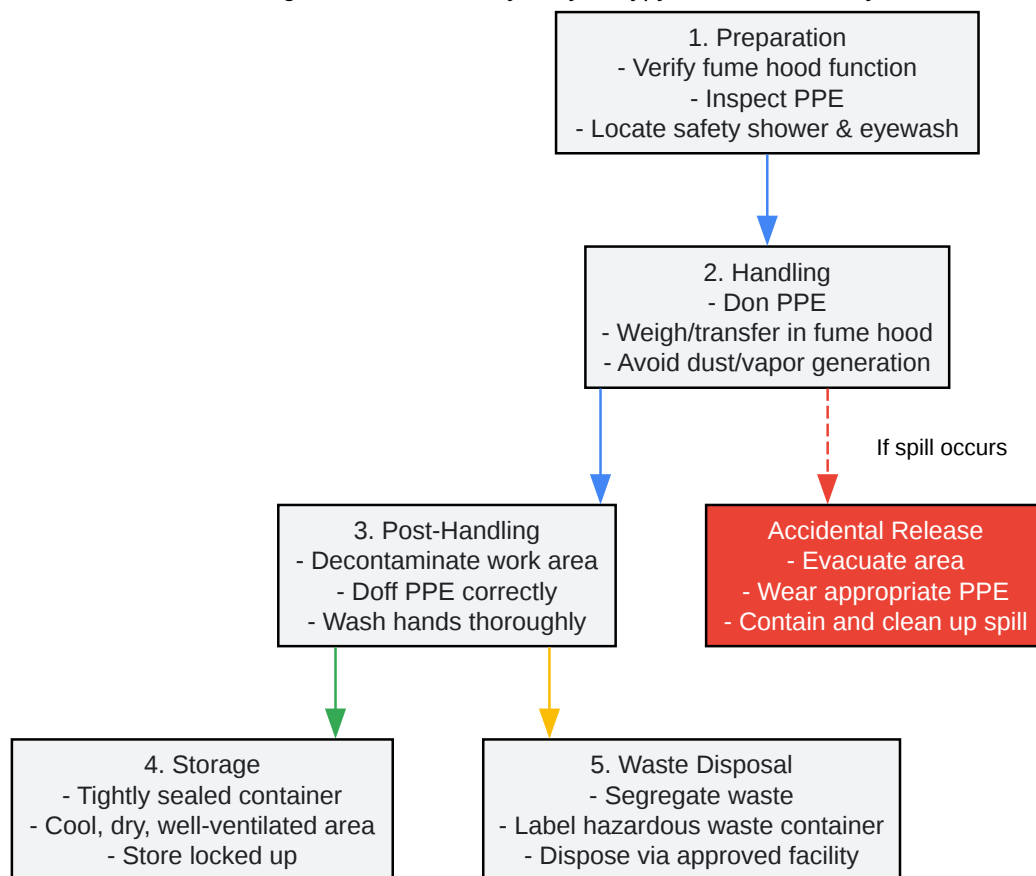 1. Preparation
- Verify fume hood function
- Inspect PPE
- Locate safety shower & eyewash
2. Handling
- Don PPE
- Weigh/transfer in fume hood
- Avoid dust/vapor generation
If spill occurs
3. Post-Handling
- Decontaminate work area
- Doff PPE correctly
- Wash hands thoroughly
Accidental Release
- Evacuate area
- Wear appropriate PPE
- Contain and clean up spill
4. Storage
- Tightly sealed container
- Cool, dry, well-ventilated area
- Store locked up
5. Waste Disposal
- Segregate waste
- Label hazardous waste container
- Dispose via approved facility